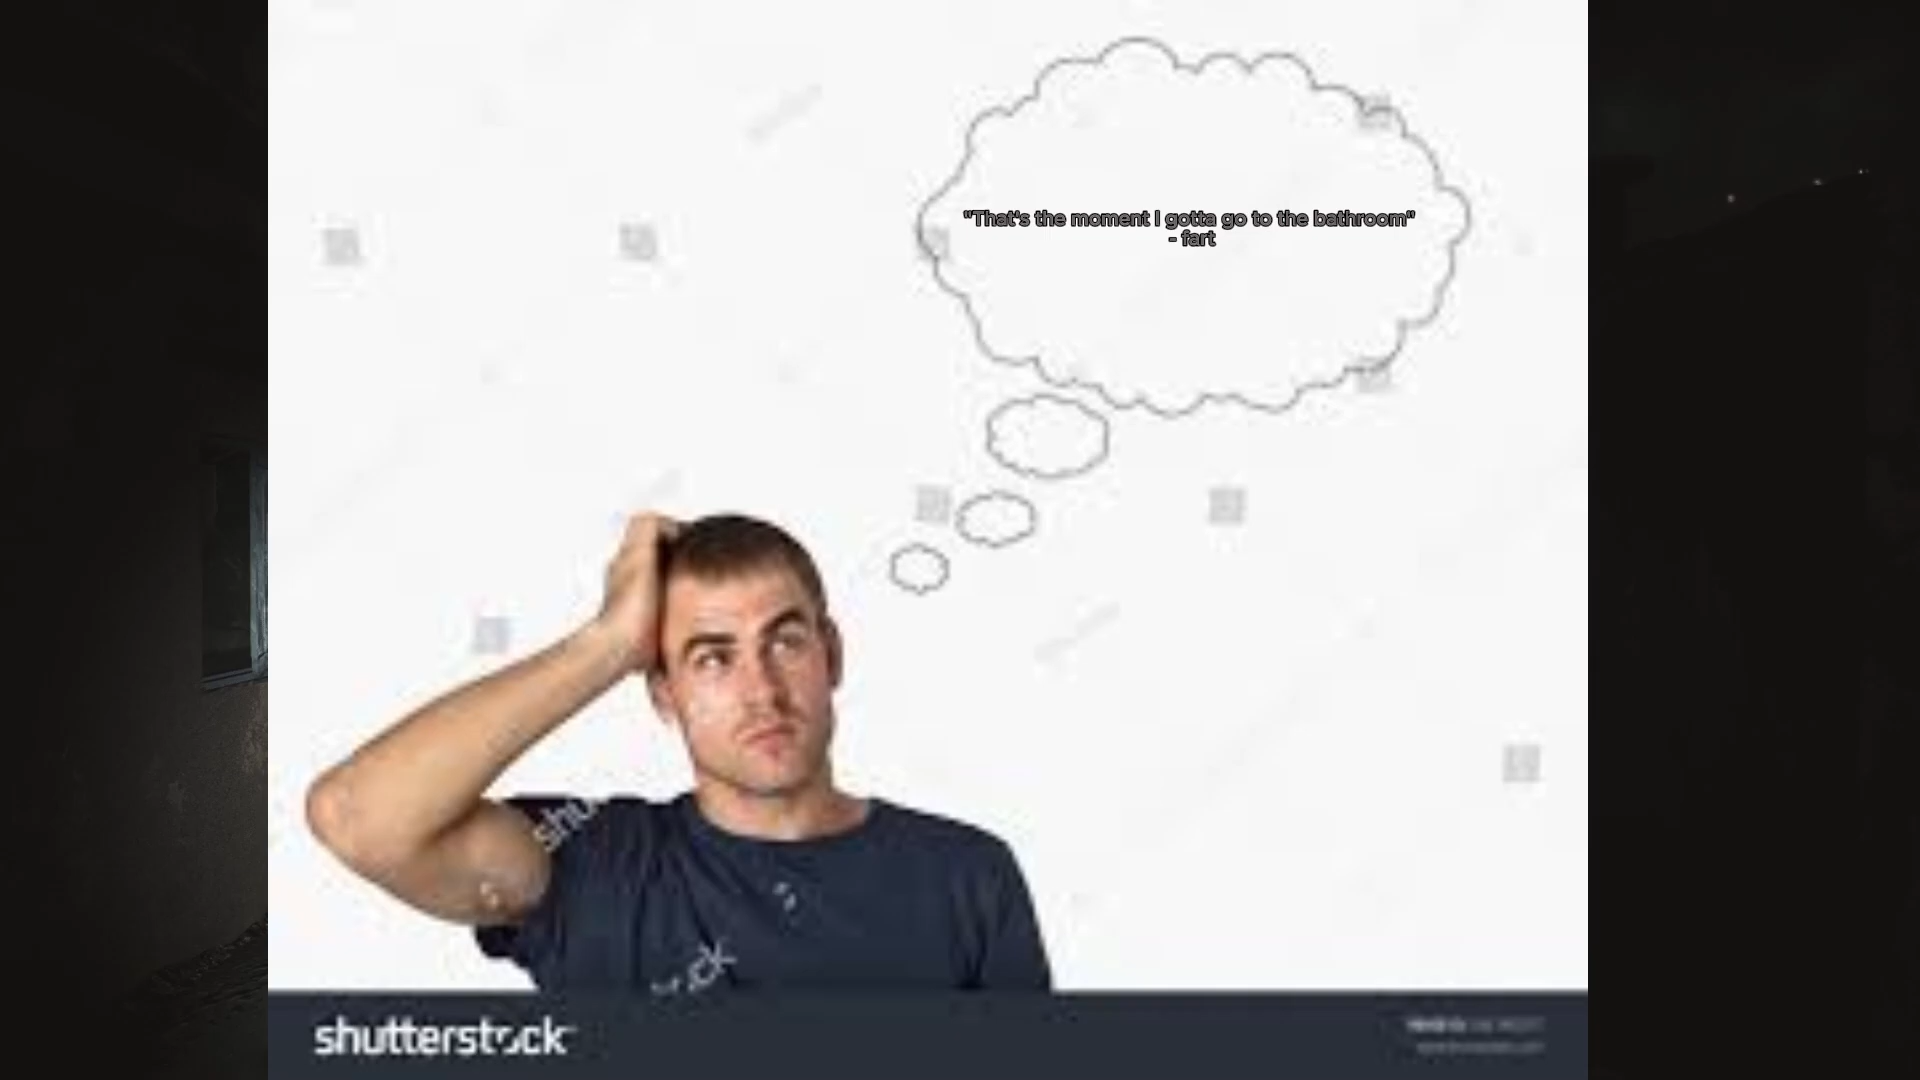 "That's the moment I gotta go to the bathroom"
- fart
shutterstock